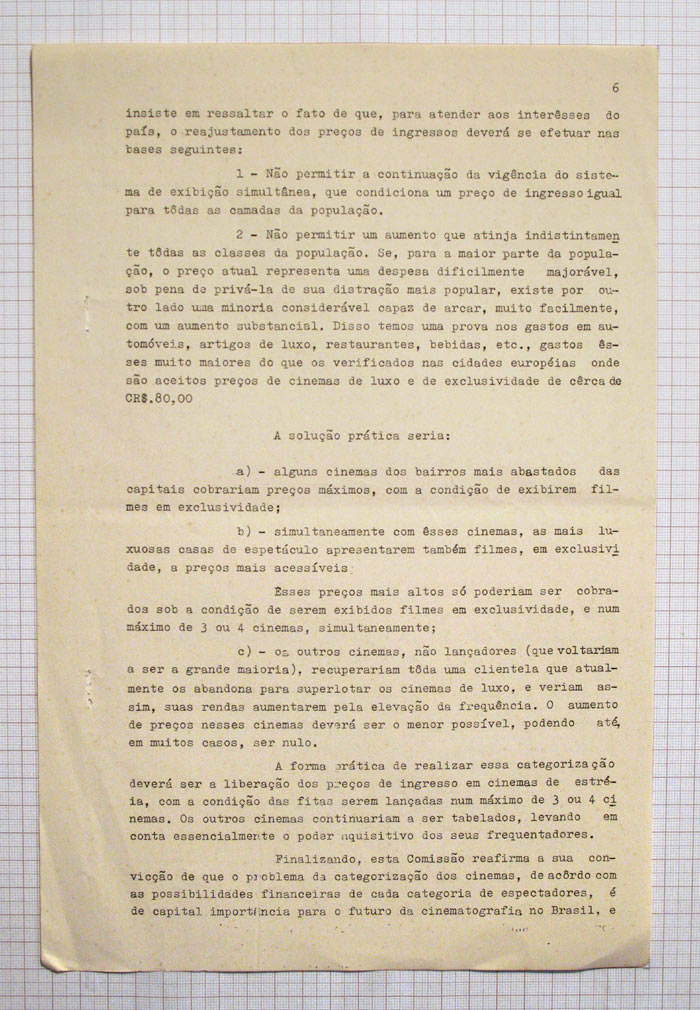 6
insiste em ressaltar o fato de que, para atender aos interêsses do
país, o reajustamento dos preços de ingressos deverá se efetuar nas
bases seguintes:
1 - Não permitir a continuação da vigência do siste-
ma de exibição simultânea, que condiciona um preço de ingresso igual
para tôdas as camadas da população.
2 - Não permitir um aumento que atinja indistintamen
te tôdas as classes da população. Se, para a maior parte da popula-
ção, o preço atual representa uma despesa dificilmente majorável,
sob pena de privá-la de sua distração mais popular, existe por ou-
tro lado uma minoria considerável capaz de arcar, muito facilmente,
com um aumento substancial. Disso temos uma prova nos gastos em au-
tomóveis, artigos de luxo, restaurantes, bebidas, etc., gastos ês-
ses muito maiores do que os verificados nas cidades européias onde
são aceitos preços de cinemas de luxo e de exclusividade de cêrca de
CR$.80,00
A solução prática seria:
a) - alguns cinemas dos bairros mais abastados das
capitais cobrariam preços máximos, com a condição de exibirem fil-
mes em exclusividade;
b) - simultaneamente com êsses cinemas, as mais lu-
xuosas casas de espetáculo apresentarem também filmes, em exclusivi
dade, a preços mais acessíveis;
Êsses preços mais altos só poderiam ser cobra-
dos sob a condição de serem exibidos filmes em exclusividade, e num
máximo de 3 ou 4 cinemas, simultaneamente;
c) - os outros cinemas, não lançadores (que voltariam
a ser a grande maioria), recuperariam tôda uma clientela que atual-
mente os abandona para superlotar os cinemas de luxo, e veriam as-
sim, suas rendas aumentarem pela elevação da frequência. O aumento
de preços nesses cinemas deverá ser o menor possível, podendo até,
em muitos casos, ser nulo.
A forma prática de realizar essa categorização
deverá ser a liberação dos preços de ingresso em cinemas de estré-
ia, com a condição das fitas serem lançadas num máximo de 3 ou 4 ci
nemas. Os outros cinemas continuariam a ser tabelados, levando em
conta essencialmente o poder aquisitivo dos seus frequentadores.
Finalizando, esta Comissão reafirma a sua con-
vicção de que o problema da categorização dos cinemas, de acôrdo com
as possibilidades financeiras de cada categoria de espectadores, é
de capital importância para o futuro da cinematografia no Brasil, e